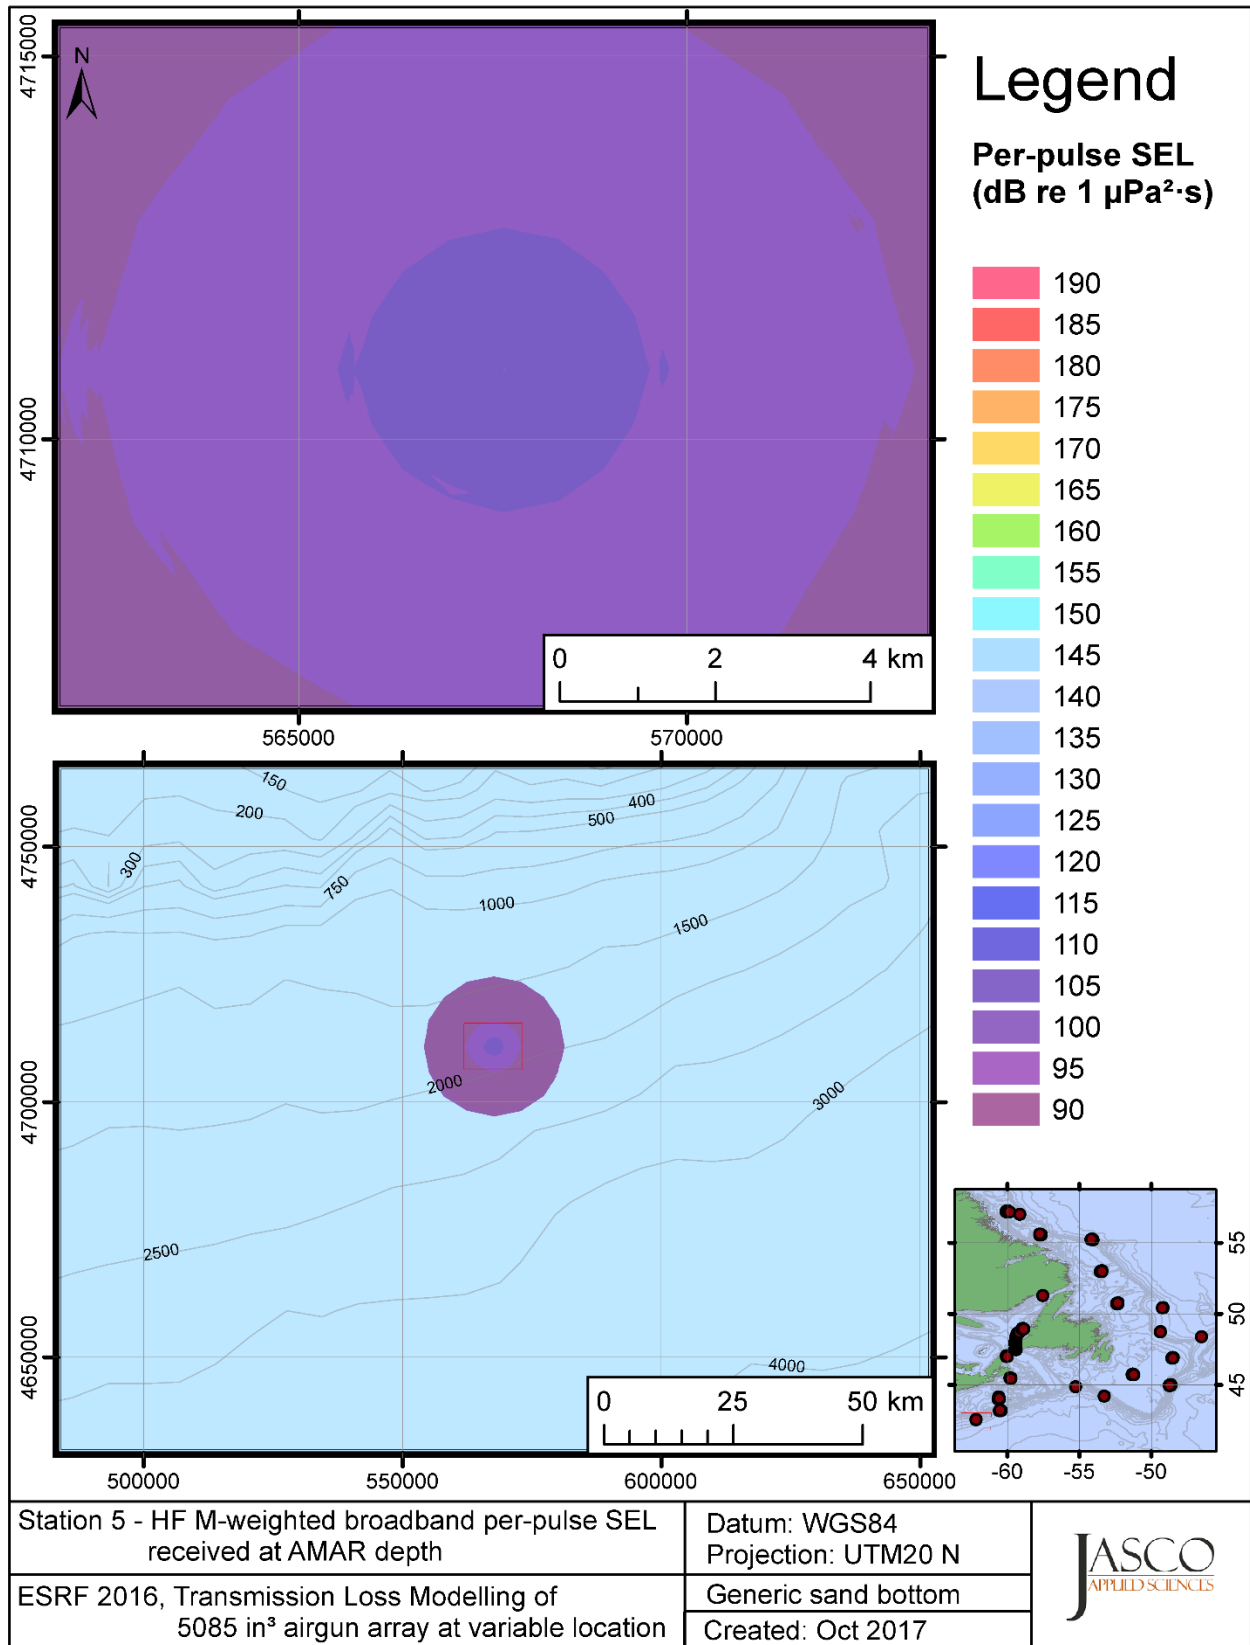 4715000
4710000
N
0 2 4 km
565000 570000
Legend
Per-pulse SEL
(dB re 1 µPa²·s)
190
185
180
175
170
165
160
155
150
145
140
135
130
125
120
115
110
105
100
95
90
4750000
4700000
4650000
150
200
300
400
500
750
1000
1500
2000
2500
3000
4000
0 25 50 km
500000 550000 600000 650000
55
50
45
-60 -55 -50
Station 5 - HF M-weighted broadband per-pulse SEL
received at AMAR depth
ESRF 2016, Transmission Loss Modelling of
5085 in³ airgun array at variable location
Datum: WGS84
Projection: UTM20 N
Generic sand bottom
Created: Oct 2017
JASCO
APPLIED SCIENCES